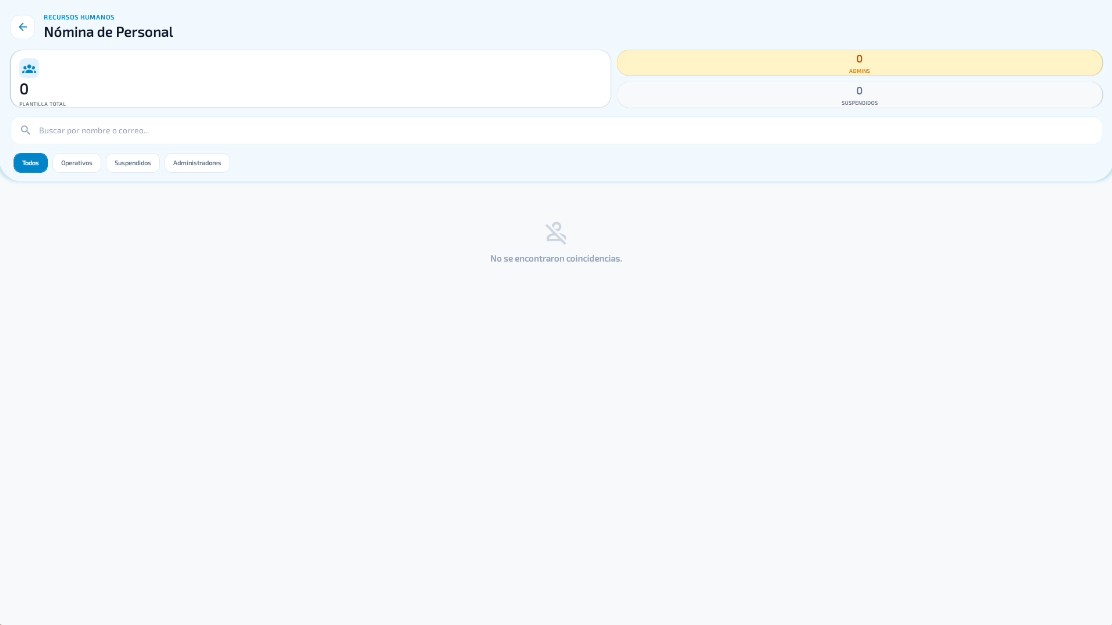 RECURSOS HUMANOS
Nómina de Personal
0
PLANTILLA TOTAL
0
ADMINS
0
SUSPENDIDOS
Buscar por nombre o correo...
Todos
Operativos
Suspendidos
Administradores
No se encontraron coincidencias.